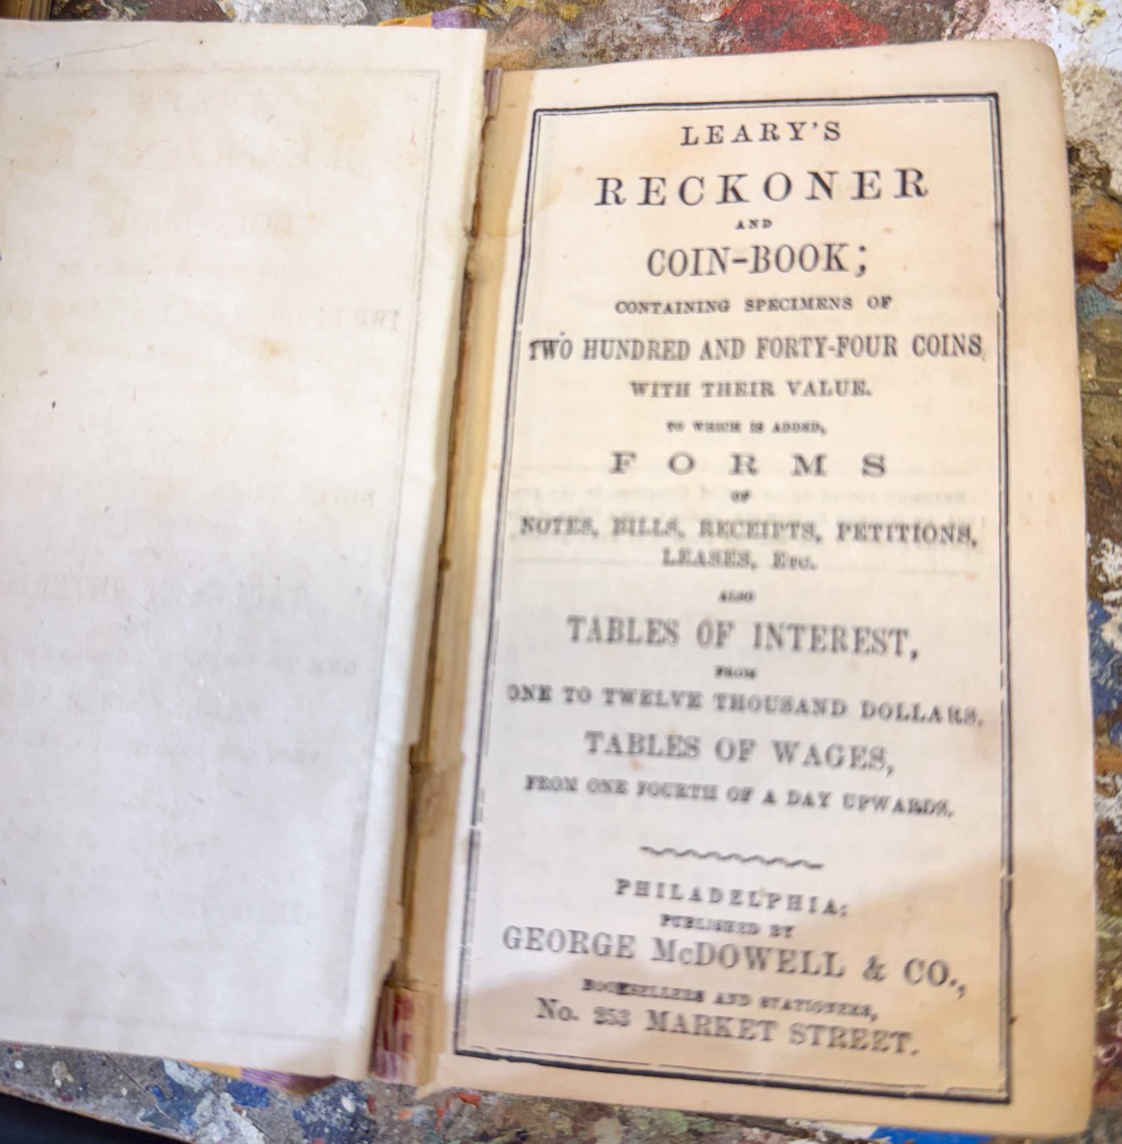 LEARY'S
RECKONER
AND
COIN-BOOK;
CONTAINING SPECIMENS OF
TWO HUNDRED AND FORTY-FOUR COINS,
WITH THEIR VALUE.
TO WHICH IS ADDED,
FORMS
OF
NOTES, BILLS, RECEIPTS, PETITIONS,
LEASES, ETC.
ALSO
TABLES OF INTEREST,
FROM
ONE TO TWELVE THOUSAND DOLLARS.
TABLES OF WAGES,
FROM ONE FOURTH OF A DAY UPWARDS.
PHILADELPHIA:
PUBLISHED BY
GEORGE McDOWELL & CO.,
BOOKSELLERS AND STATIONERS,
No. 253 MARKET STREET.